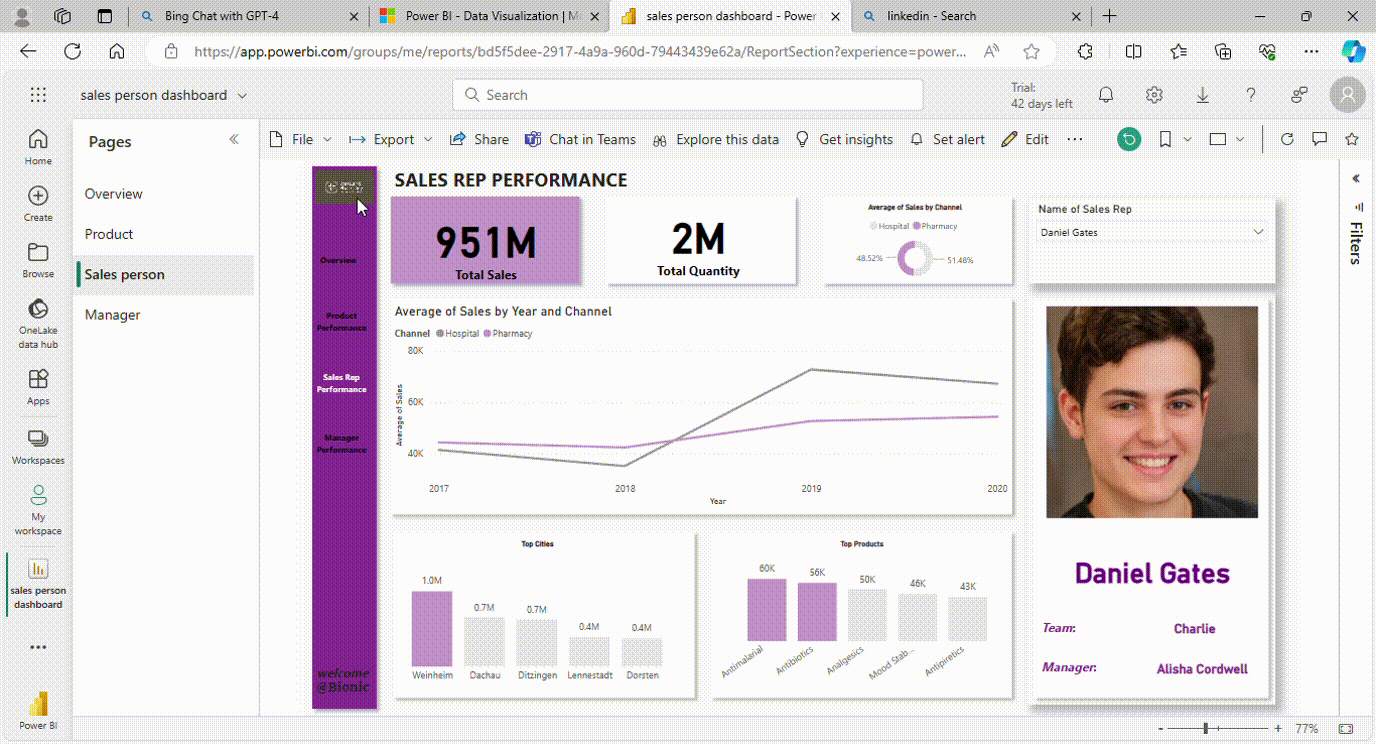 Bing Chat with GPT-4
Power BI - Data Visualization | Mi
sales person dashboard - Power
linkedin - Search
https://app.powerbi.com/groups/me/reports/bd5f5dee-2917-4a9a-960d-79443439e62a/ReportSection?experience=power...
sales person dashboard
Search
Trial:
42 days left
Home
Create
Browse
OneLake
data hub
Apps
Workspaces
My
workspace
sales person
dashboard
Power BI
Pages
Overview
Product
Sales person
Manager
File
Export
Share
Chat in Teams
Explore this data
Get insights
Set alert
Edit
Overview
Product
Performance
Sales Rep
Performance
Manager
Performance
welcome
@Bionic
SALES REP PERFORMANCE
951M
Total Sales
2M
Total Quantity
Average of Sales by Channel
Hospital Pharmacy
48.52% 51.48%
Name of Sales Rep
Daniel Gates
Filters
Average of Sales by Year and Channel
Channel Hospital Pharmacy
80K
60K
40K
Average of Sales
2017 2018 2019 2020
Year
Top Cities
1.0M 0.7M 0.7M 0.4M 0.4M
Weinheim Dachau Ditzingen Lennestadt Dorsten
Top Products
60K 56K 50K 46K 43K
Antimalarial Antibiotics Analgesics Mood Stab... Antipiretics
Daniel Gates
Team: Charlie
Manager: Alisha Cordwell
77%